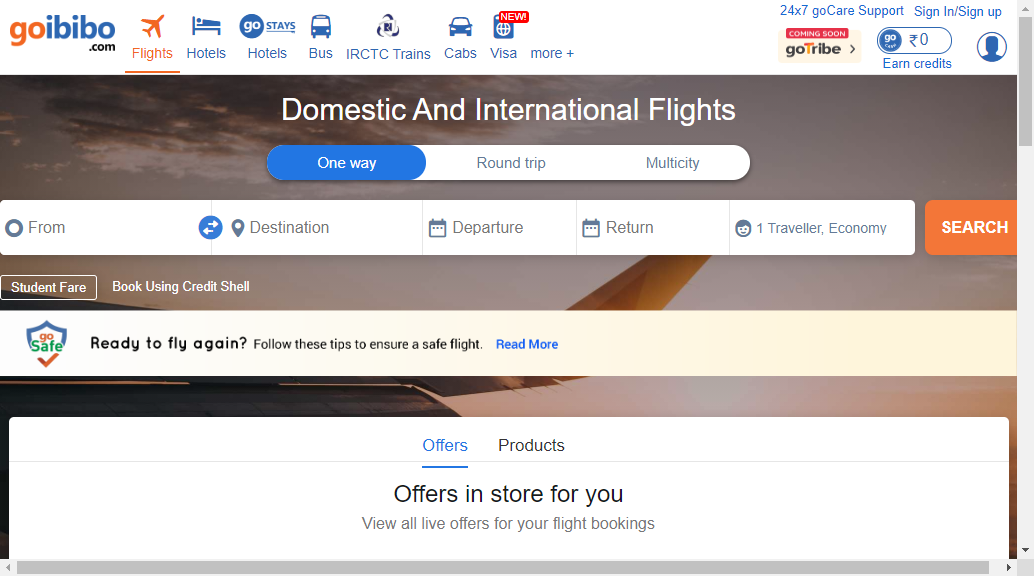 goibibo
.com
Flights
Hotels
go STAYS
Hotels
Bus
IRCTC Trains
Cabs
NEW!
Visa
more +
24x7 goCare Support
Sign In/Sign up
COMING SOON
goTribe
go
CASH
₹0
Earn credits
Domestic And International Flights
One way
Round trip
Multicity
From
Destination
Departure
Return
1 Traveller, Economy
SEARCH
Student Fare
Book Using Credit Shell
go
Safe
Ready to fly again? Follow these tips to ensure a safe flight. Read More
Offers
Products
Offers in store for you
View all live offers for your flight bookings